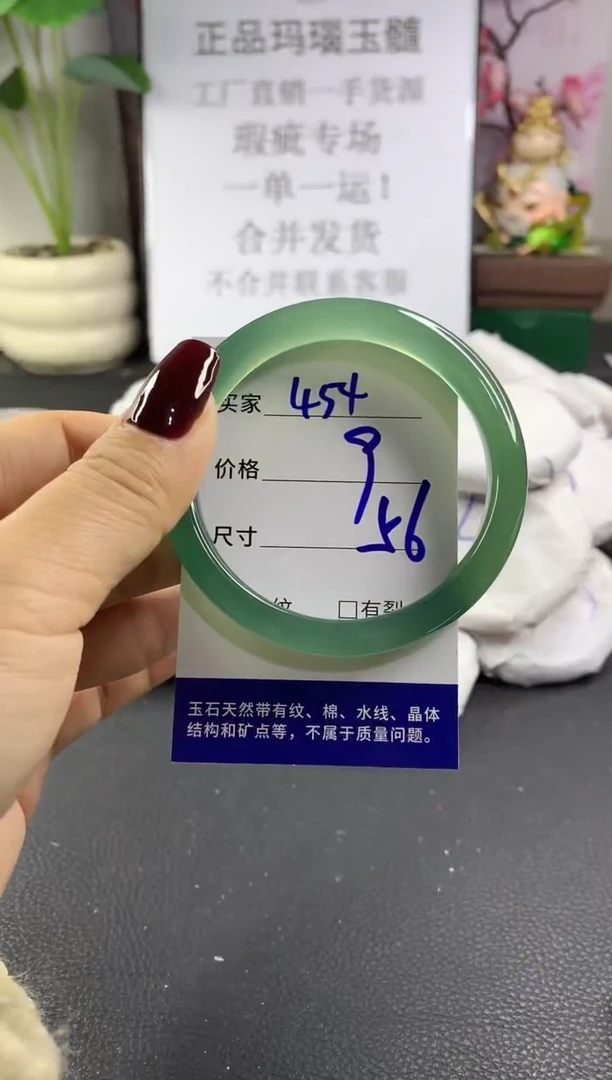 正品玛瑙玉髓
工厂直销一手货源
瑕疵专场
一单一运！
合并发货
不合并联系客服
买家 454
价格 9
尺寸 56
纹 □有裂
玉石天然带有纹、棉、水线、晶体
结构和矿点等，不属于质量问题。